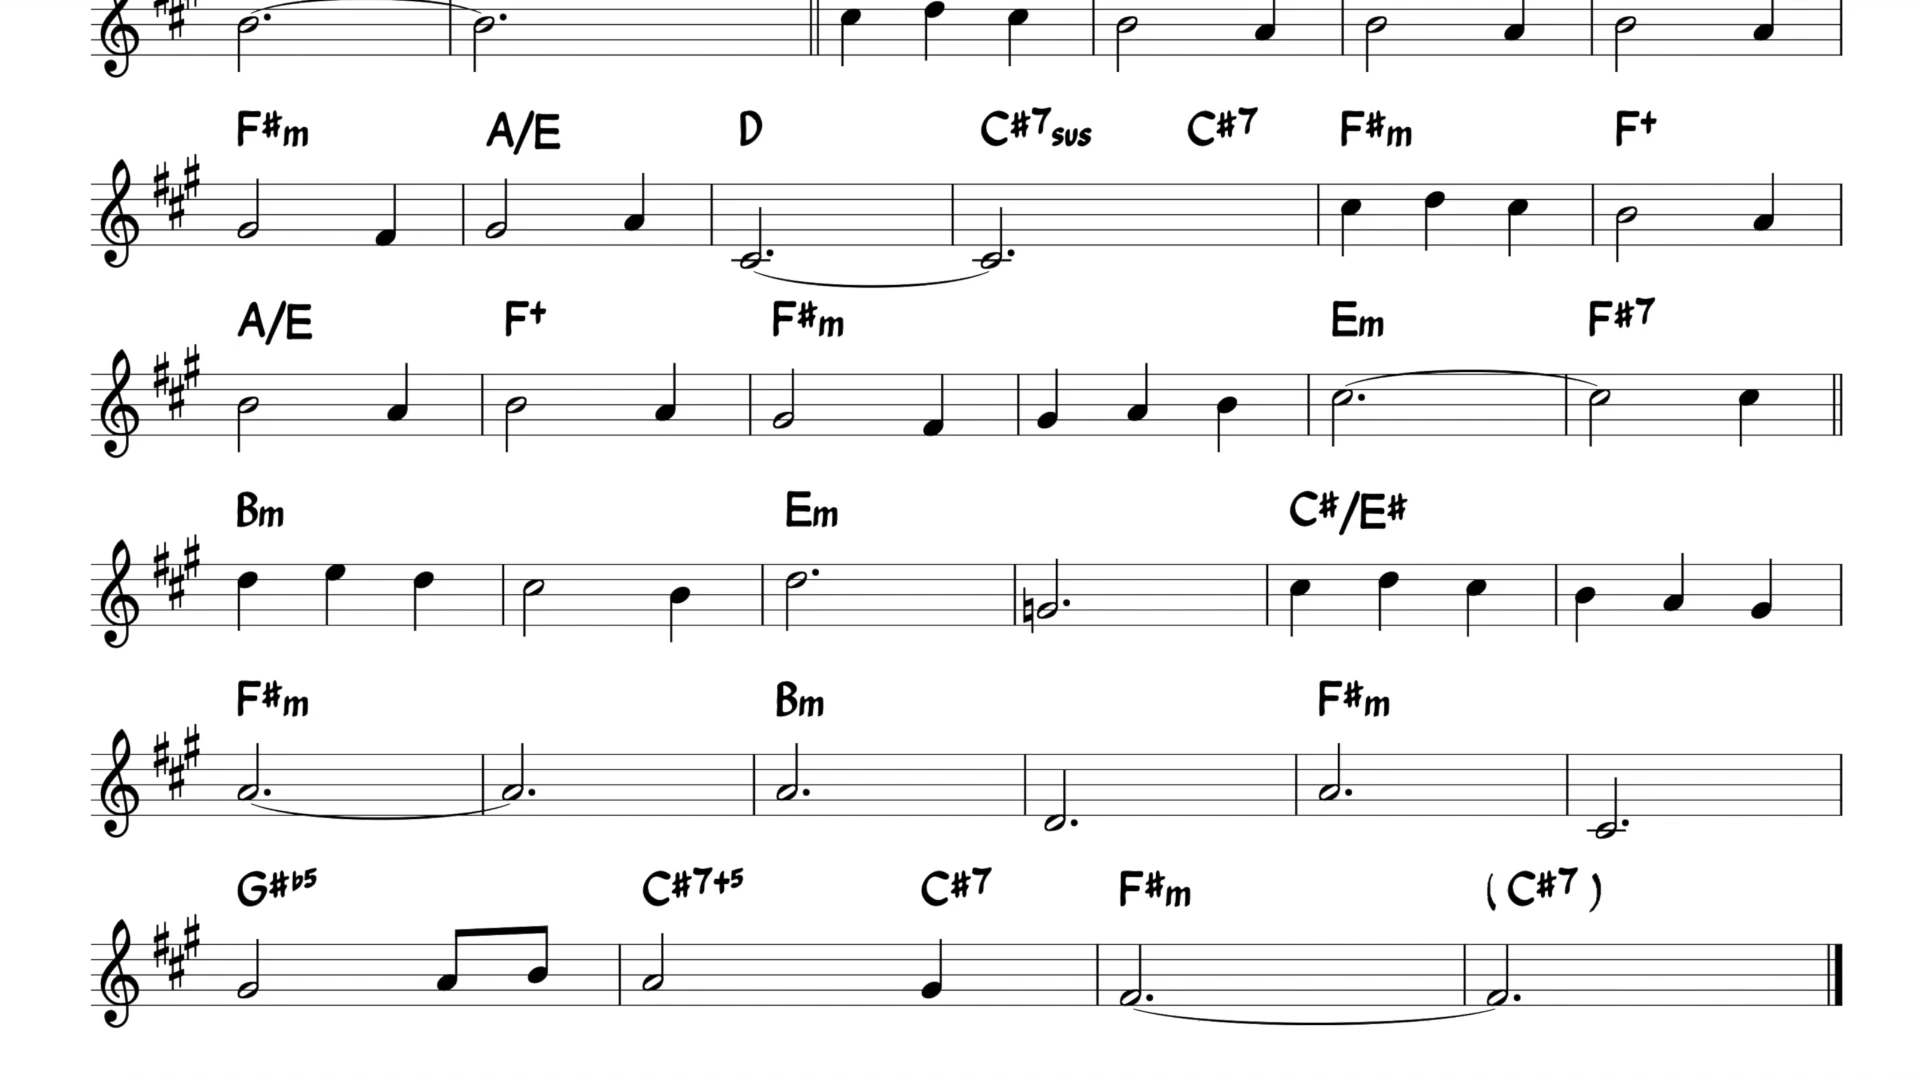 F#m A/E D C#7sus C#7 F#m F+
A/E F+ F#m Em F#7
Bm Em C#/E#
F#m Bm F#m
G#b5 C#7+5 C#7 F#m ( C#7 )